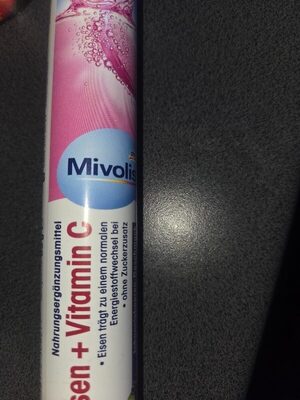 Mivolis
Nahrungsergänzungsmittel
sen + Vitamin C
• Eisen trägt zu einem normalen
Energiestoffwechsel bei
• ohne Zuckerzusatz